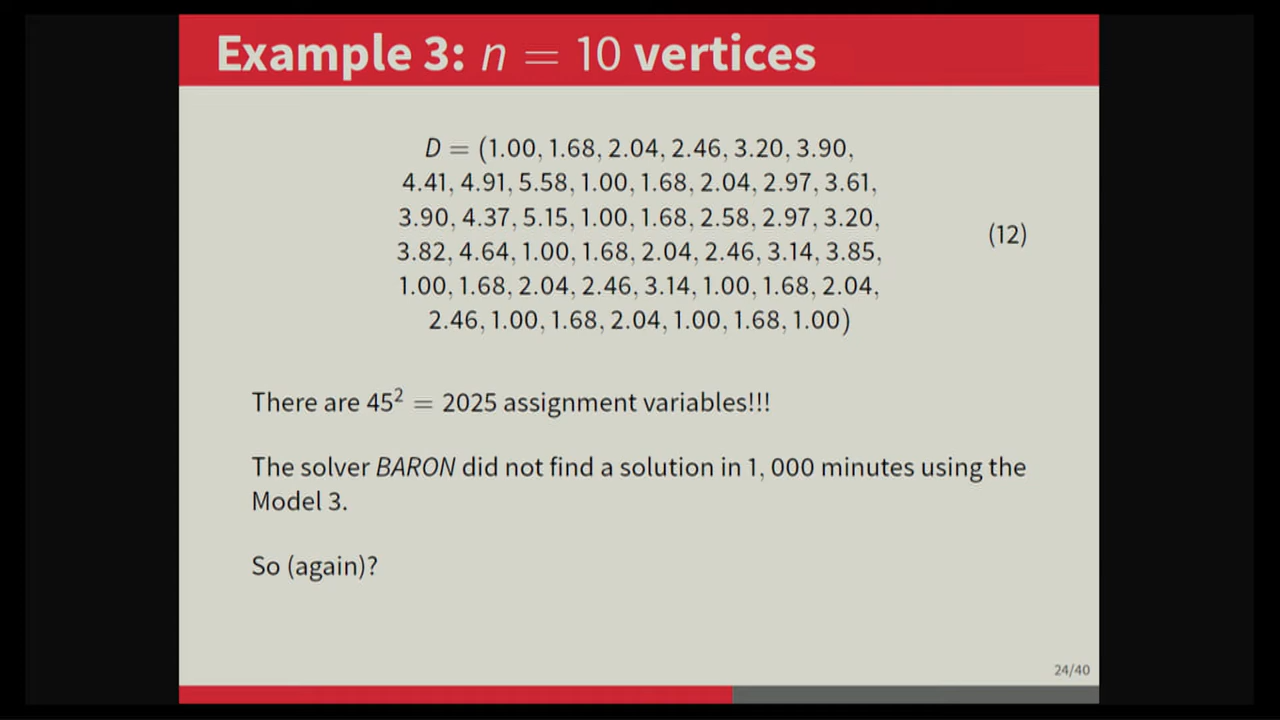 Example 3: n = 10 vertices
D = (1.00, 1.68, 2.04, 2.46, 3.20, 3.90,
4.41, 4.91, 5.58, 1.00, 1.68, 2.04, 2.97, 3.61,
3.90, 4.37, 5.15, 1.00, 1.68, 2.58, 2.97, 3.20,
3.82, 4.64, 1.00, 1.68, 2.04, 2.46, 3.14, 3.85,
1.00, 1.68, 2.04, 2.46, 3.14, 1.00, 1.68, 2.04,
2.46, 1.00, 1.68, 2.04, 1.00, 1.68, 1.00)
(12)
There are 45² = 2025 assignment variables!!!
The solver BARON did not find a solution in 1, 000 minutes using the
Model 3.
So (again)?
24/40